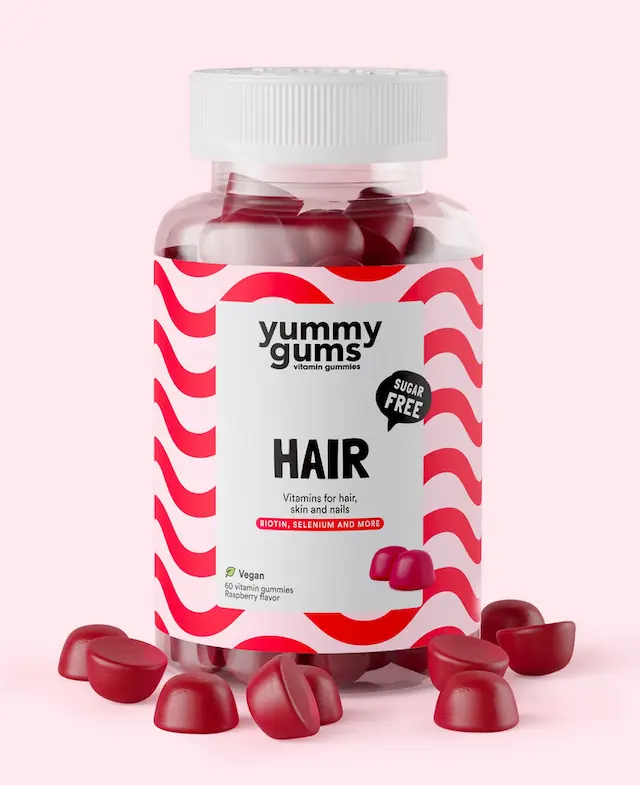 yummy
gums
vitamin gummies
SUGAR
FREE
HAIR
Vitamins for hair,
skin and nails
BIOTIN, SELENIUM AND MORE
Vegan
60 vitamin gummies
Raspberry flavor